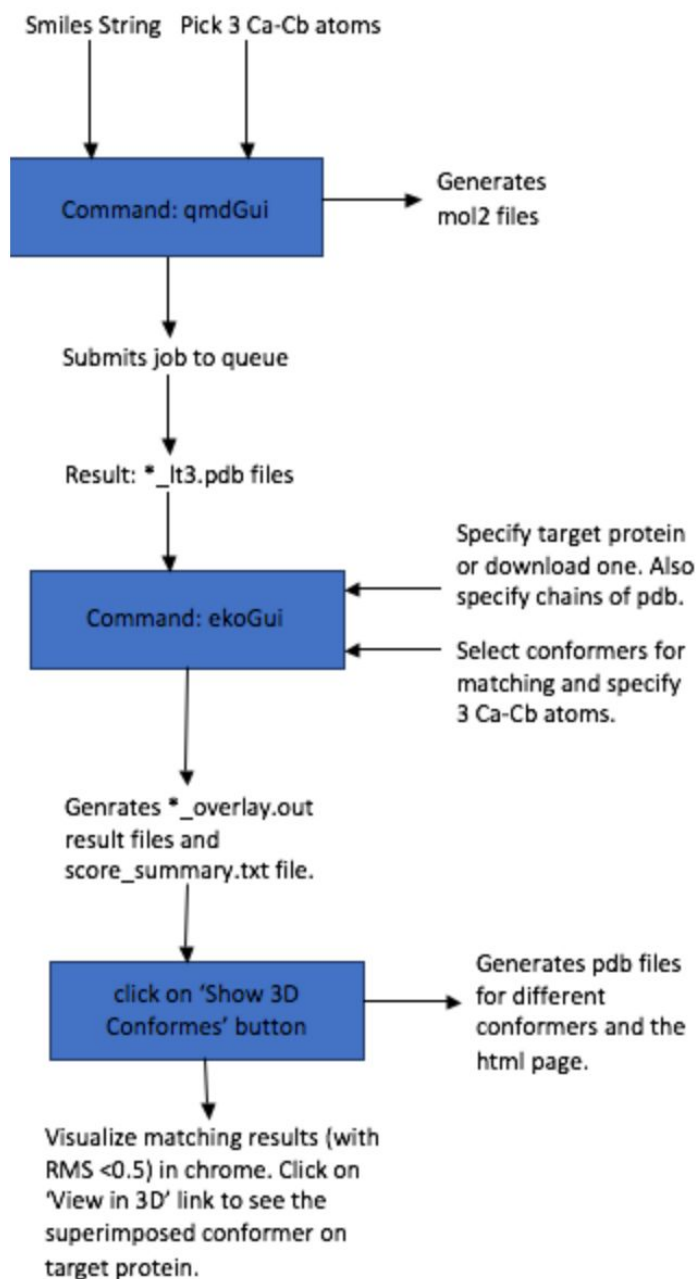 Smiles String
Pick 3 Ca-Cb atoms
Command: qmdGui
Generates
mol2 files
Submits job to queue
Result: *_lt3.pdb files
Specify target protein
or download one. Also
specify chains of pdb.
Command: ekoGui
Select conformers for
matching and specify
3 Ca-Cb atoms.
Genrates *_overlay.out
result files and
score_summary.txt file.
click on ‘Show 3D
Conformes’ button
Generates pdb files
for different
conformers and the
html page.
Visualize matching results (with
RMS <0.5) in chrome. Click on
‘View in 3D’ link to see the
superimposed conformer on
target protein.